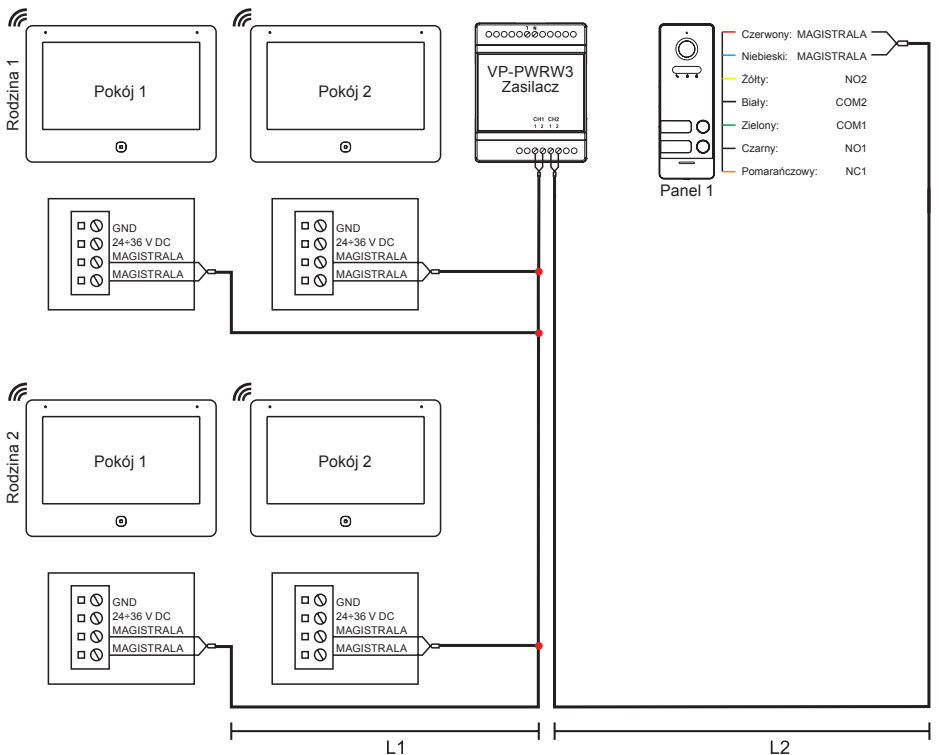 Rodzina 1
Pokój 1
Pokój 2
L N
VP-PWRW3
Zasilacz
CH1 CH2
1 2 1 2
Czerwony: MAGISTRALA
Niebieski: MAGISTRALA
Żółty: NO2
Biały: COM2
Zielony: COM1
Czarny: NO1
Pomarańczowy: NC1
Panel 1
GND
24÷36 V DC
MAGISTRALA
MAGISTRALA
GND
24÷36 V DC
MAGISTRALA
MAGISTRALA
Rodzina 2
Pokój 1
Pokój 2
GND
24÷36 V DC
MAGISTRALA
MAGISTRALA
GND
24÷36 V DC
MAGISTRALA
MAGISTRALA
L1
L2